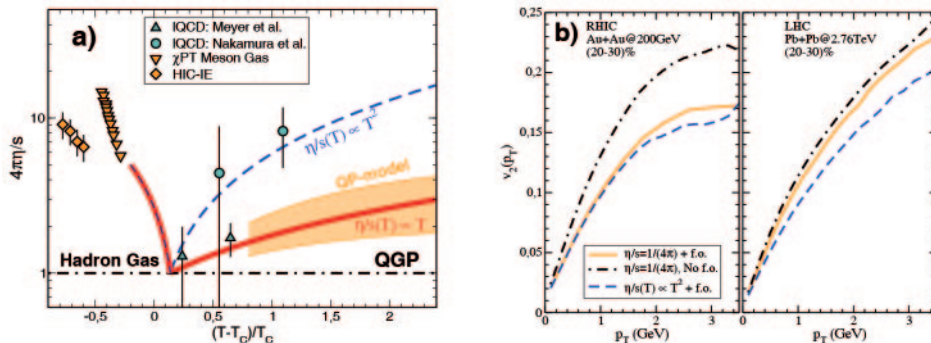 a)
lQCD: Meyer et al.
lQCD: Nakamura et al.
χPT Meson Gas
HIC-IE
4πη/s
10
1
η/s(T) ∝ T²
QP-model
η/s(T) ∝ T
Hadron Gas
QGP
-0,5 0 0,5 1 1,5 2
(T-T_C)/T_C
b)
RHIC
Au+Au@200GeV
(20-30)%
LHC
Pb+Pb@2.76TeV
(20-30)%
v₂(p_T)
0,25
0,2
0,15
0,1
0,05
0
η/s=1/(4π) + f.o.
η/s=1/(4π), No f.o.
η/s(T) ∝ T² + f.o.
0 1 2 3
p_T (GeV)
0 1 2 3
p_T (GeV)